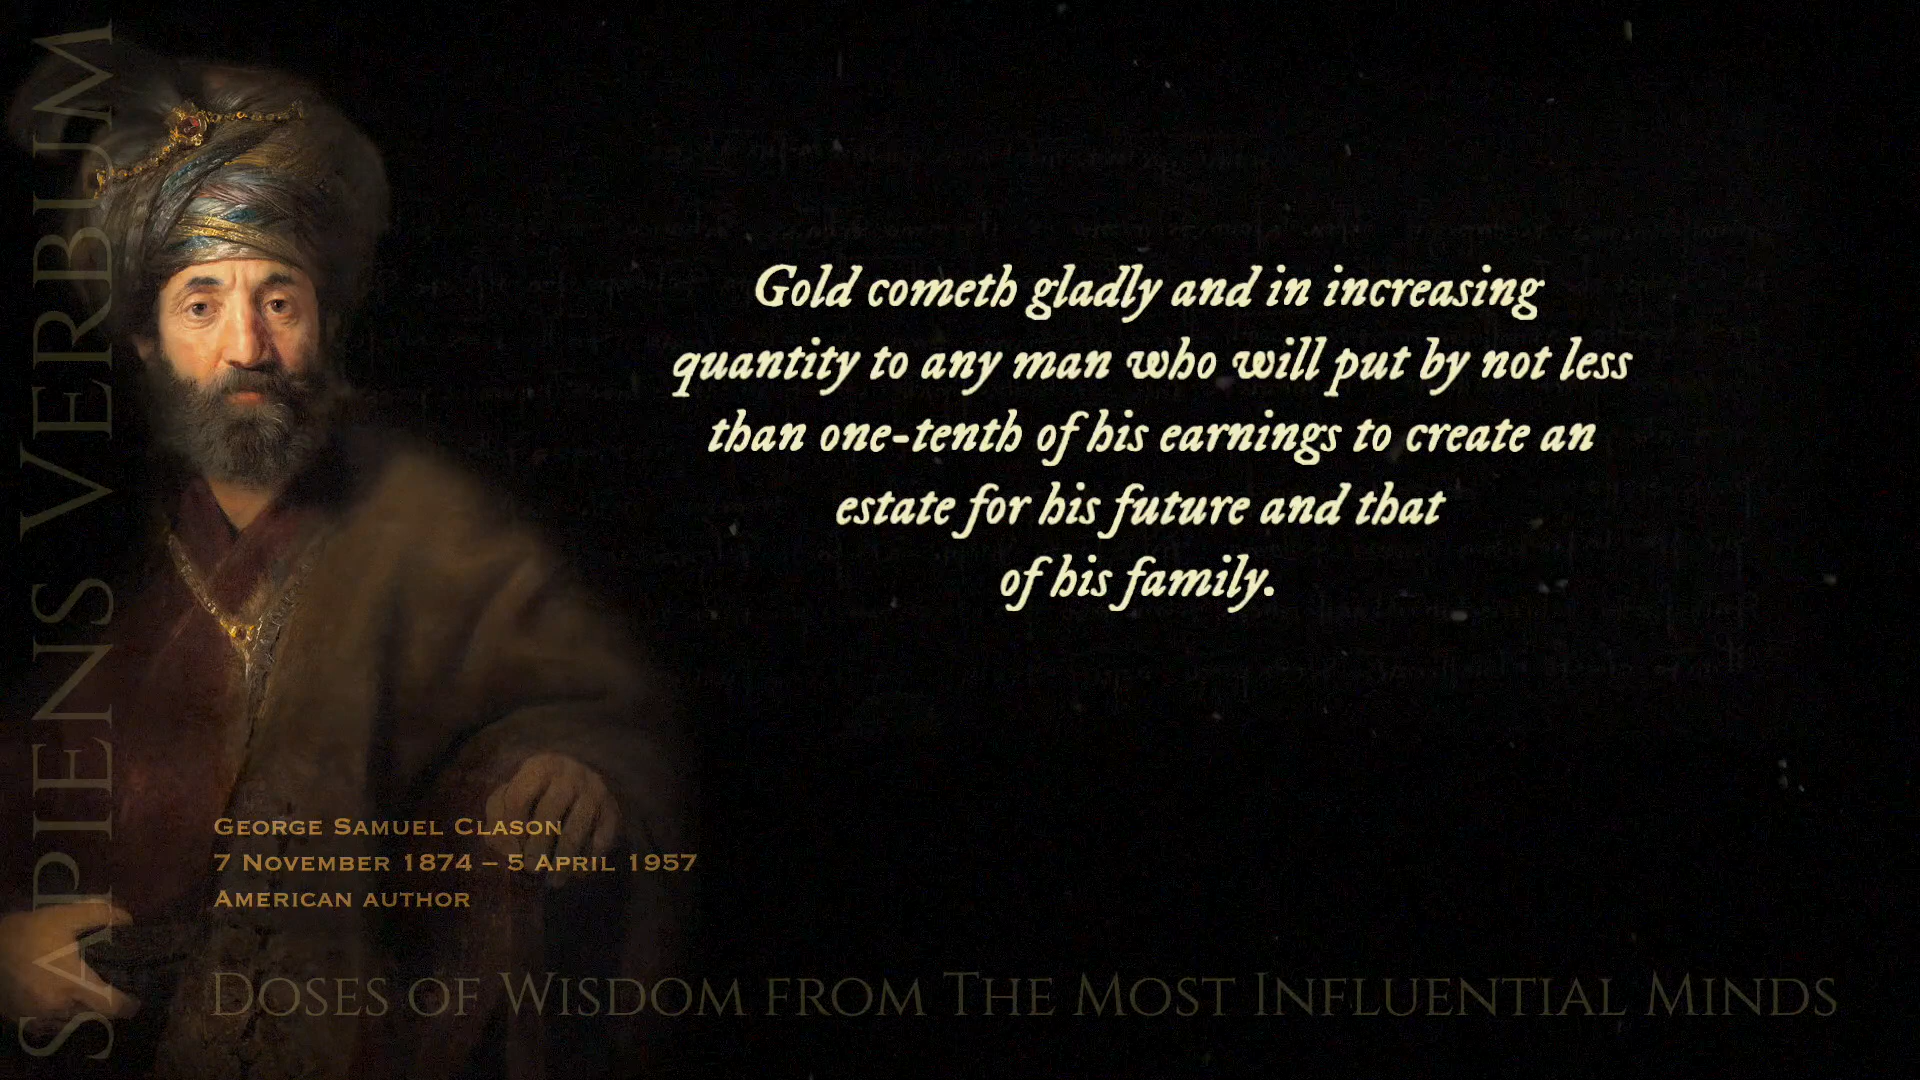 SAPIENS VERBUM
Gold cometh gladly and in increasing
quantity to any man who will put by not less
than one-tenth of his earnings to create an
estate for his future and that
of his family.
GEORGE SAMUEL CLASON
7 NOVEMBER 1874 – 5 APRIL 1957
AMERICAN AUTHOR
DOSES OF WISDOM FROM THE MOST INFLUENTIAL MINDS